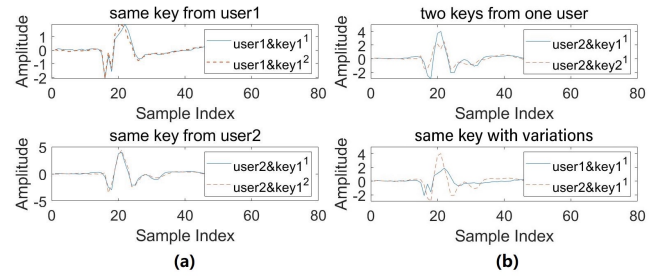 same key from user1
Amplitude
1
0
-1
-2
user1&key1¹
user1&key1²
0 20 40 60 80
Sample Index
two keys from one user
Amplitude
4
2
0
-2
user2&key1¹
user2&key2¹
0 20 40 60 80
Sample Index
same key from user2
Amplitude
5
0
-5
user2&key1¹
user2&key1²
0 20 40 60 80
Sample Index
same key with variations
Amplitude
4
2
0
-2
user1&key1¹
user2&key1¹
0 20 40 60 80
Sample Index
(a)
(b)